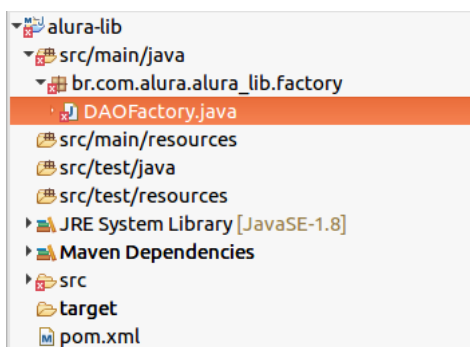 alura-lib
src/main/java
br.com.alura.alura_lib.factory
DAOFactory.java
src/main/resources
src/test/java
src/test/resources
JRE System Library [JavaSE-1.8]
Maven Dependencies
src
target
pom.xml